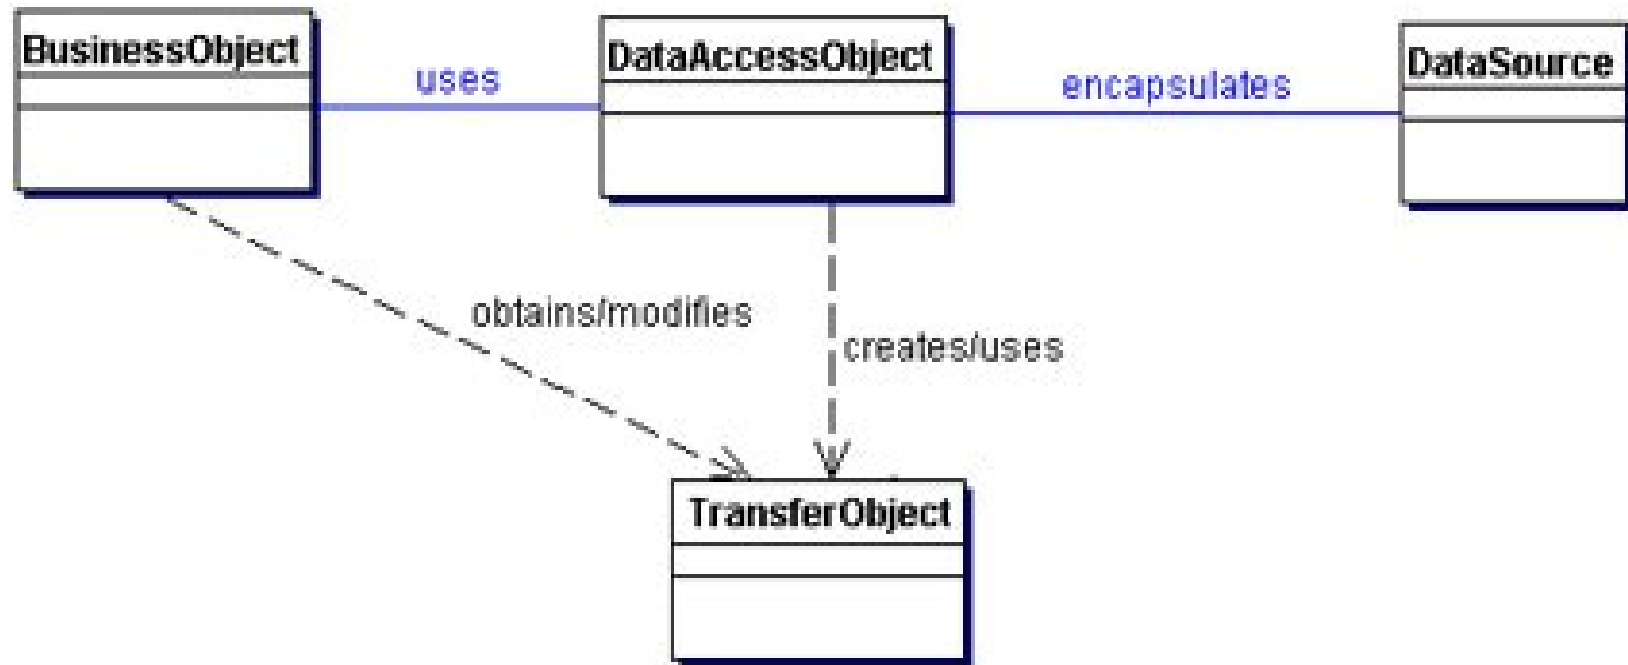 BusinessObject
uses
DataAccessObject
encapsulates
DataSource
obtains/modifies
creates/uses
TransferObject